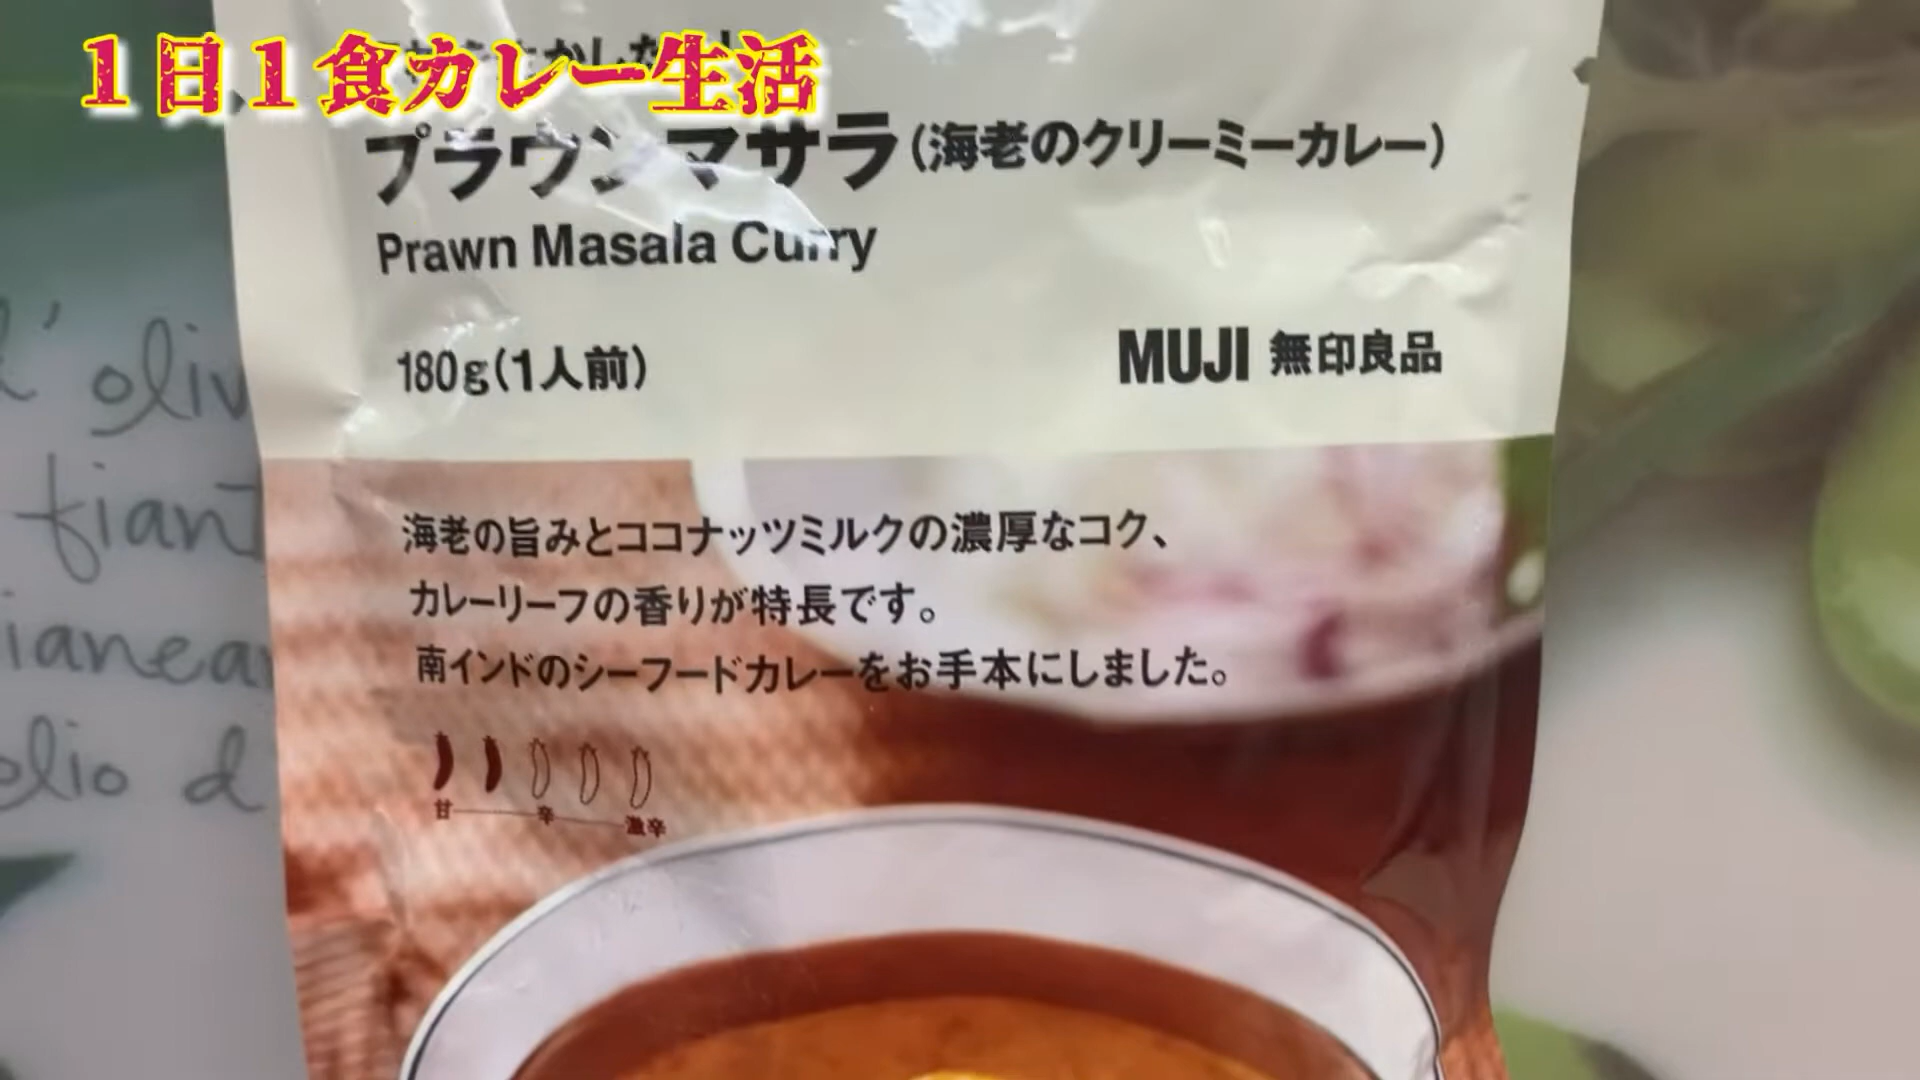 1日1食カレー生活
プラウンマサラ(海老のクリーミーカレー)
Prawn Masala Curry
180g(1人前)
MUJI 無印良品
海老の旨みとココナッツミルクの濃厚なコク、
カレーリーフの香りが特長です。
南インドのシーフードカレーをお手本にしました。
甘 辛 激辛
olio d